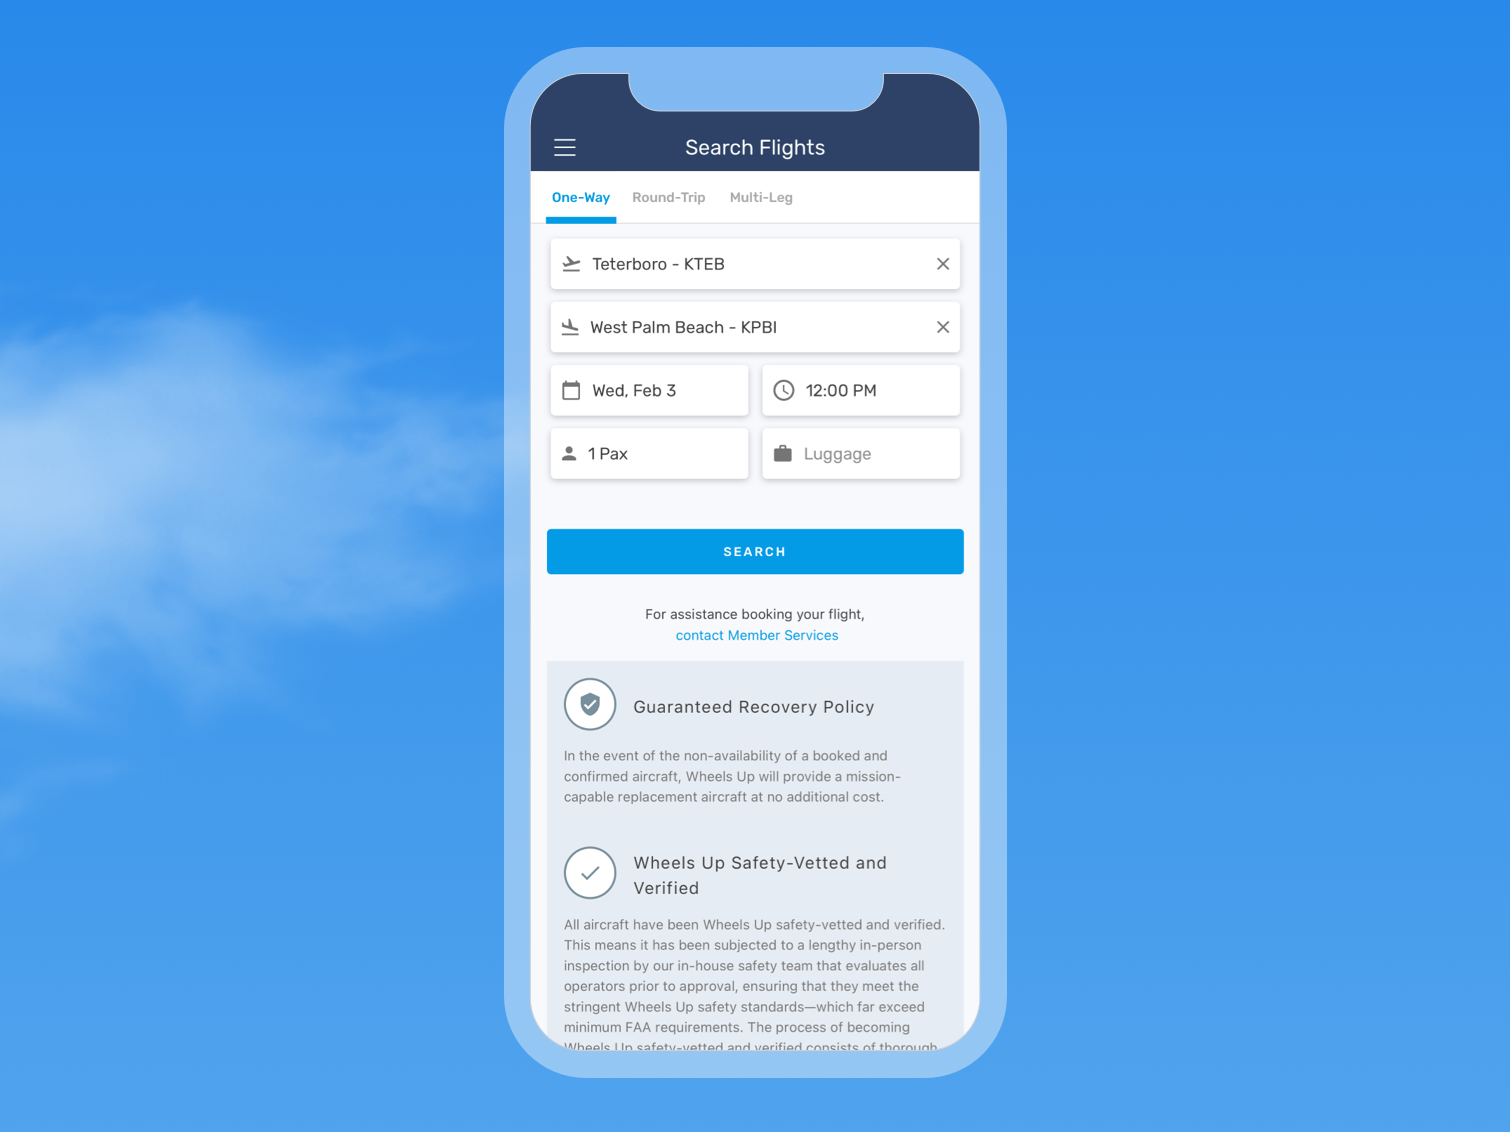 Search Flights
One-Way Round-Trip Multi-Leg
Teterboro - KTEB
West Palm Beach - KPBI
Wed, Feb 3 12:00 PM
1 Pax Luggage
SEARCH
For assistance booking your flight,
contact Member Services
Guaranteed Recovery Policy
In the event of the non-availability of a booked and
confirmed aircraft, Wheels Up will provide a mission-
capable replacement aircraft at no additional cost.
Wheels Up Safety-Vetted and
Verified
All aircraft have been Wheels Up safety-vetted and verified.
This means it has been subjected to a lengthy in-person
inspection by our in-house safety team that evaluates all
operators prior to approval, ensuring that they meet the
stringent Wheels Up safety standards—which far exceed
minimum FAA requirements. The process of becoming
Wheels Up safety-vetted and verified consists of thorough